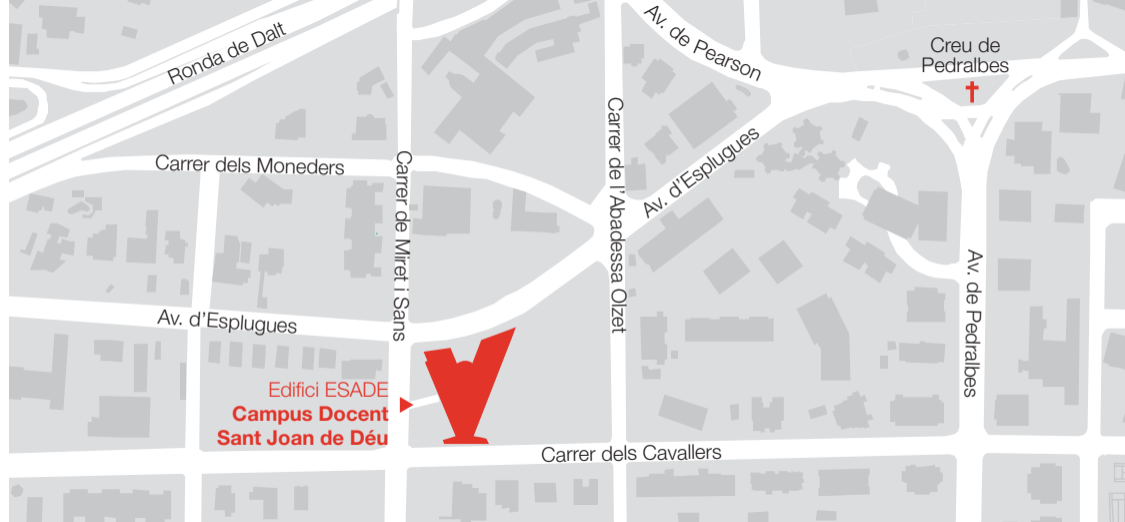 Av. de Pearson
Ronda de Dalt
Creu de
Pedralbes
Carrer de l'Abadessa Olzet
Av. d'Esplugues
Carrer dels Moneders
Carrer de Miret i Sans
Av. de Pedralbes
Av. d'Esplugues
Edifici ESADE
Campus Docent
Sant Joan de Déu
Carrer dels Cavallers